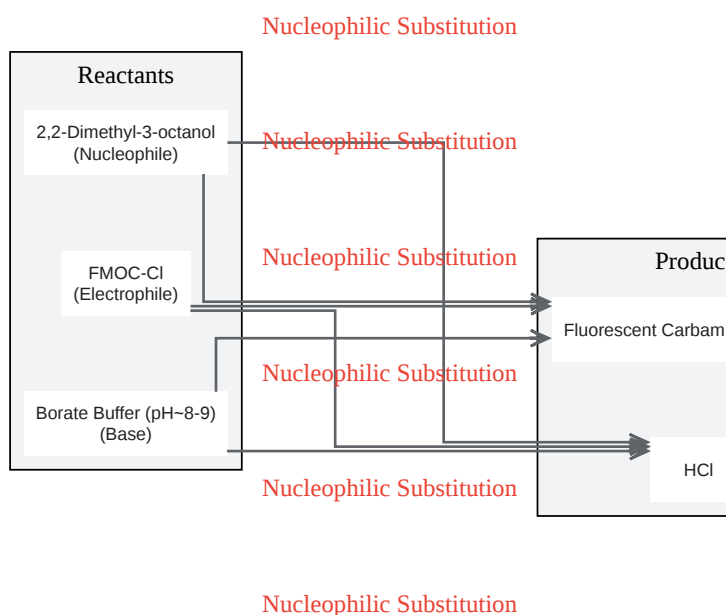 Nucleophilic Substitution
Reactants
2,2-Dimethyl-3-octanol
(Nucleophile)
Nucleophilic Substitution
FMOC-Cl
(Electrophile)
Nucleophilic Substitution
Produc
Fluorescent Carbam
Nucleophilic Substitution
Borate Buffer (pH~8-9)
(Base)
HCl
Nucleophilic Substitution
Nucleophilic Substitution